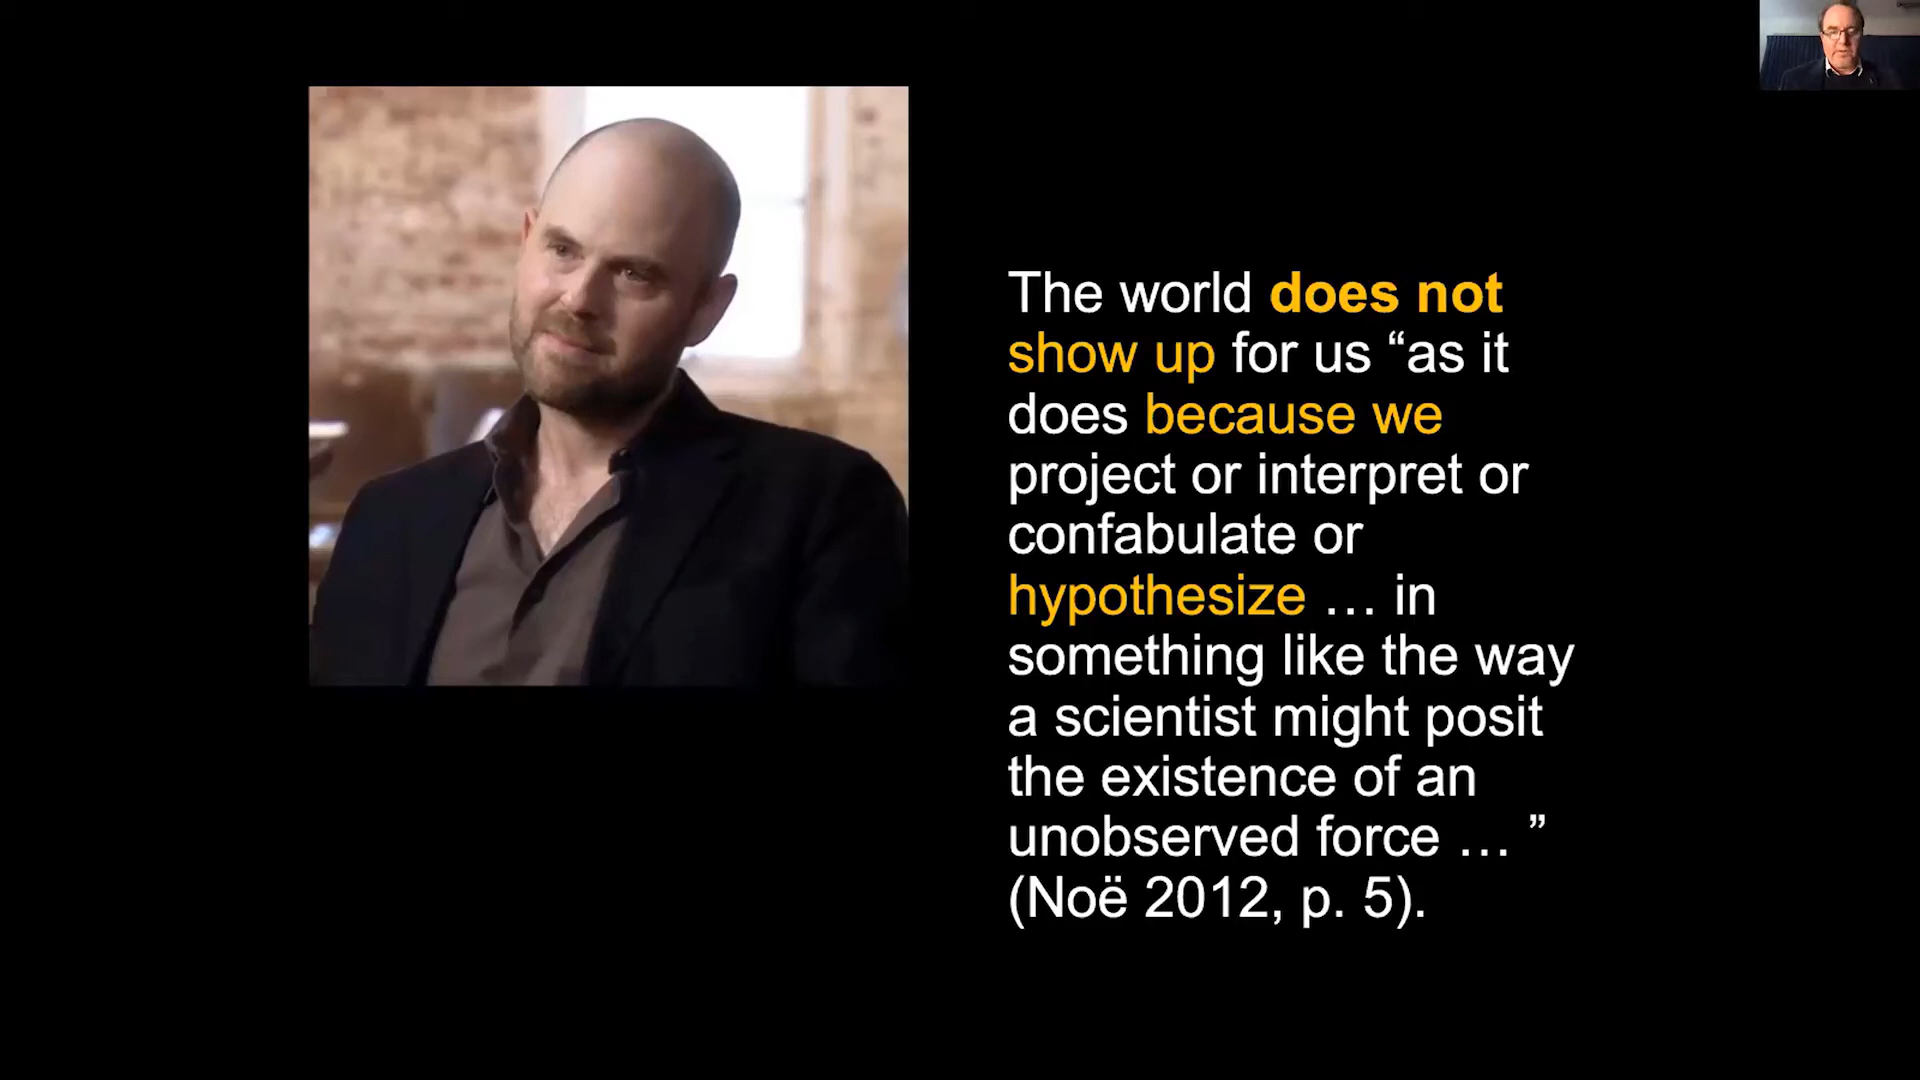 The world does not
show up for us “as it
does because we
project or interpret or
confabulate or
hypothesize … in
something like the way
a scientist might posit
the existence of an
unobserved force … ”
(Noë 2012, p. 5).